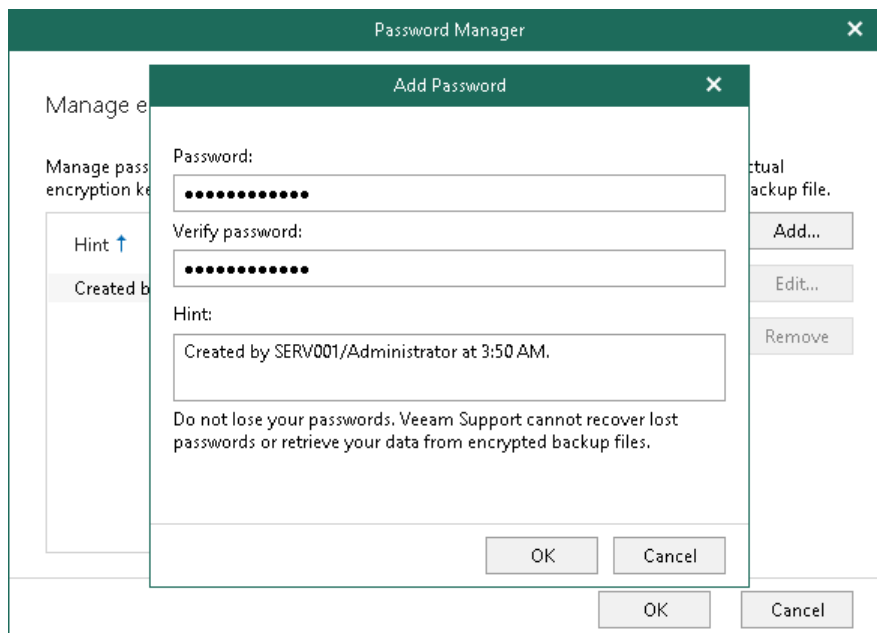 Password Manager
Add Password
Manage e
Manage pass
encryption ke
ctual
ackup file.
Hint ↑
Created b
Add...
Edit...
Remove
Password:
●●●●●●●●●●●●
Verify password:
●●●●●●●●●●●●
Hint:
Created by SERV001/Administrator at 3:50 AM.
Do not lose your passwords. Veeam Support cannot recover lost
passwords or retrieve your data from encrypted backup files.
OK
Cancel
OK
Cancel